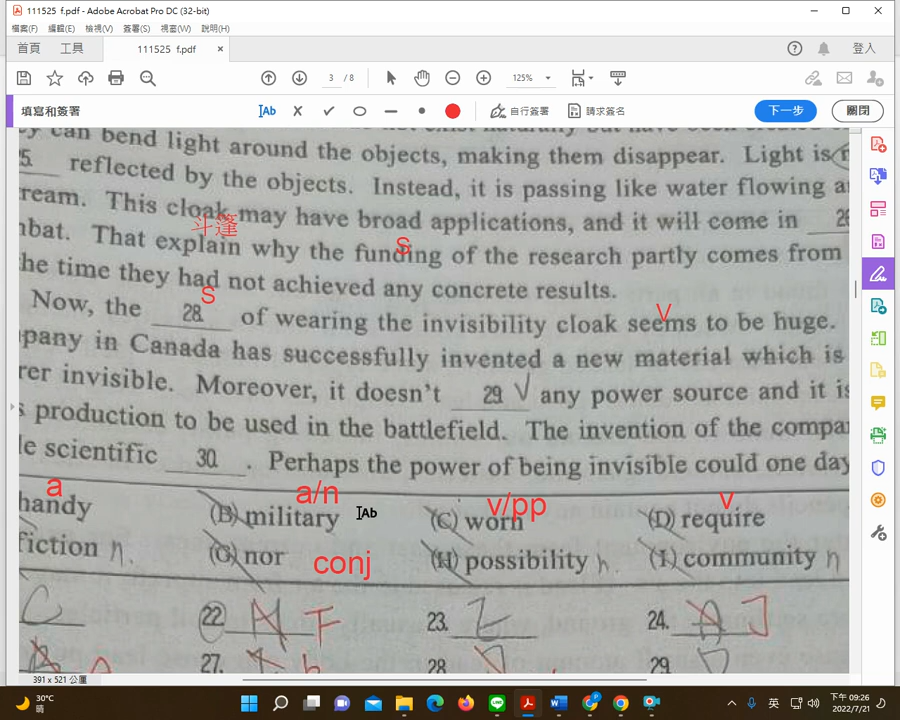 111525 f.pdf - Adobe Acrobat Pro DC (32-bit)
檔案(F) 編輯(E) 檢視(V) 簽署(S) 視窗(W) 說明(H)
首頁 工具 111525 f.pdf × 登入
3 / 8 125%
填寫和簽署 Ab 自行簽署 請求簽名 下一步 關閉
y can bend light around the objects, making them disappear. Light is
25. reflected by the objects. Instead, it is passing like water flowing
ream. This cloak may have broad applications, and it will come in 26
斗篷 S
bat. That explain why the funding of the research partly comes from
he time they had not achieved any concrete results.
S V
Now, the 28. of wearing the invisibility cloak seems to be huge.
pany in Canada has successfully invented a new material which is
rer invisible. Moreover, it doesn't 29. V any power source and it is
s production to be used in the battlefield. The invention of the compa
le scientific 30. . Perhaps the power of being invisible could one day
a a/n v/pp v
handy (B) military (C) worn (D) require
Ab
fiction n. (G) nor conj (H) possibility n. (I) community n
C 22. H F 23. I 24. A J
27. b 28. 29. D
391 x 521 公厘
30°C
晴
英
下午 09:26
2022/7/21